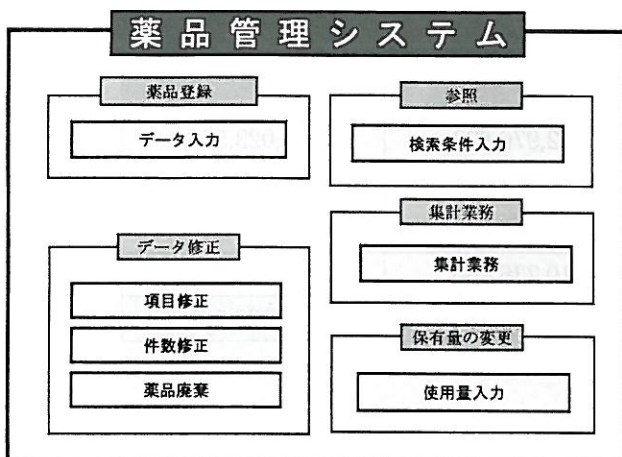 薬品管理システム
薬品登録
データ入力
データ修正
項目修正
件数修正
薬品廃棄
参照
検索条件入力
集計業務
集計業務
保有量の変更
使用量入力